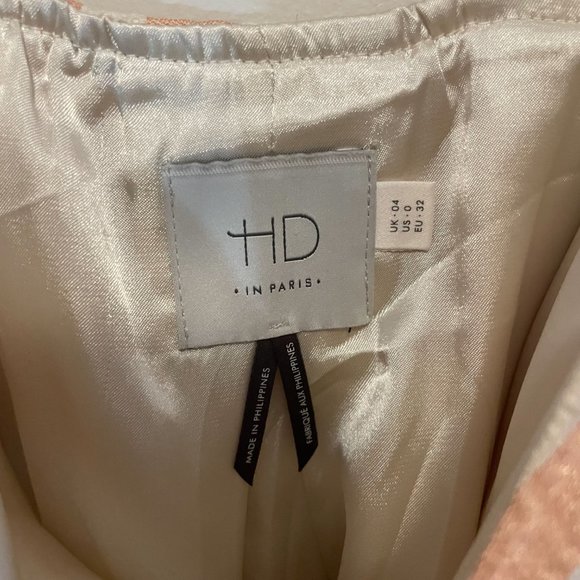 HD
• IN PARIS •
UK • 04
US • 0
EU • 32
MADE IN PHILIPPINES
FABRIQUÉ AUX PHILIPPINES